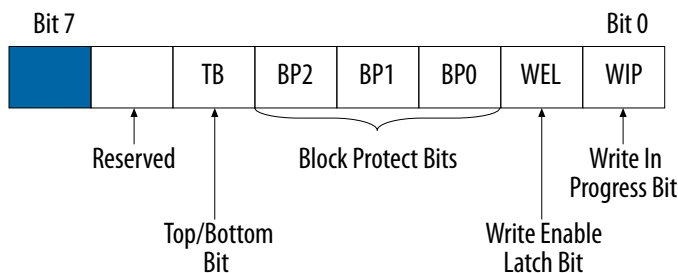 Bit 7 Bit 0
TB BP2 BP1 BP0 WEL WIP
Reserved
Block Protect Bits
Write In
Progress Bit
Top/Bottom
Bit
Write Enable
Latch Bit